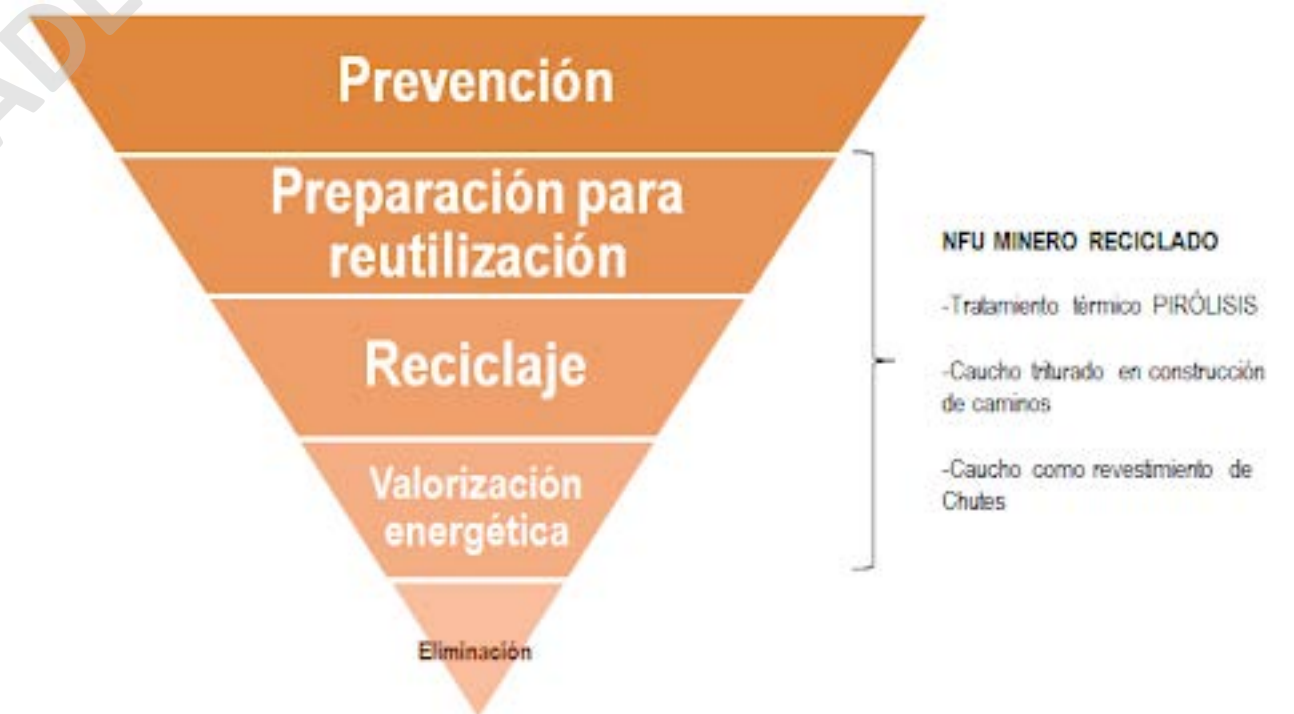 Prevención
Preparación para
reutilización
Reciclaje
Valorización
energética
Eliminación
NFU MINERO RECICLADO
-Tratamiento térmico PIRÓLISIS
-Caucho triturado en construcción
de caminos
-Caucho como revestimiento de
Chutes